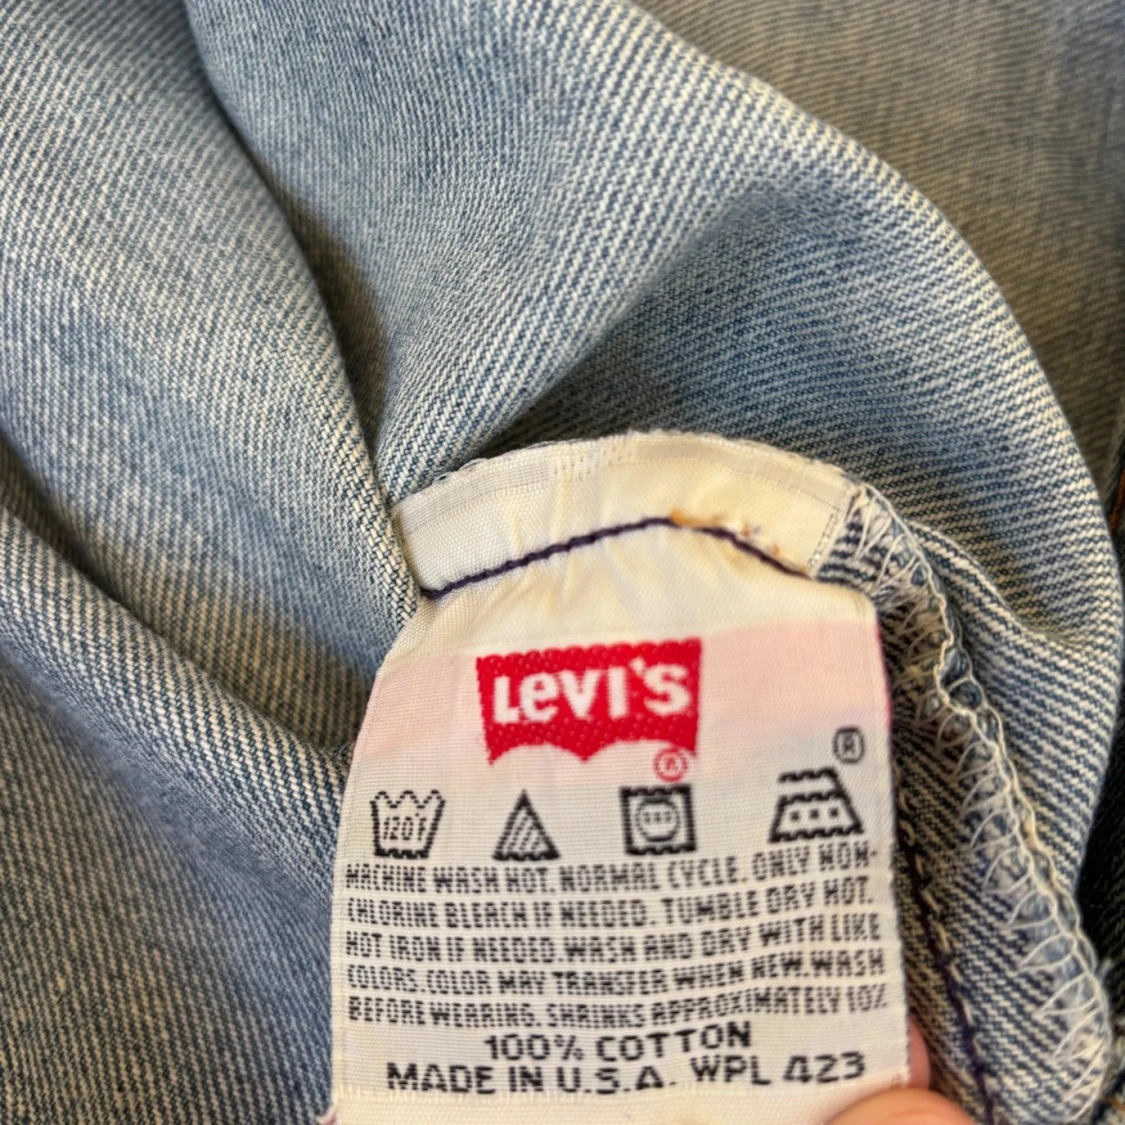 LEVI'S
®
®
120F
MACHINE WASH HOT. NORMAL CYCLE. ONLY NON-
CHLORINE BLEACH IF NEEDED. TUMBLE DRY HOT.
HOT IRON IF NEEDED. WASH AND DRY WITH LIKE
COLORS. COLOR MAY TRANSFER WHEN NEW. WASH
BEFORE WEARING. SHRINKS APPROXIMATELY 10%
100% COTTON
MADE IN U.S.A. WPL 423